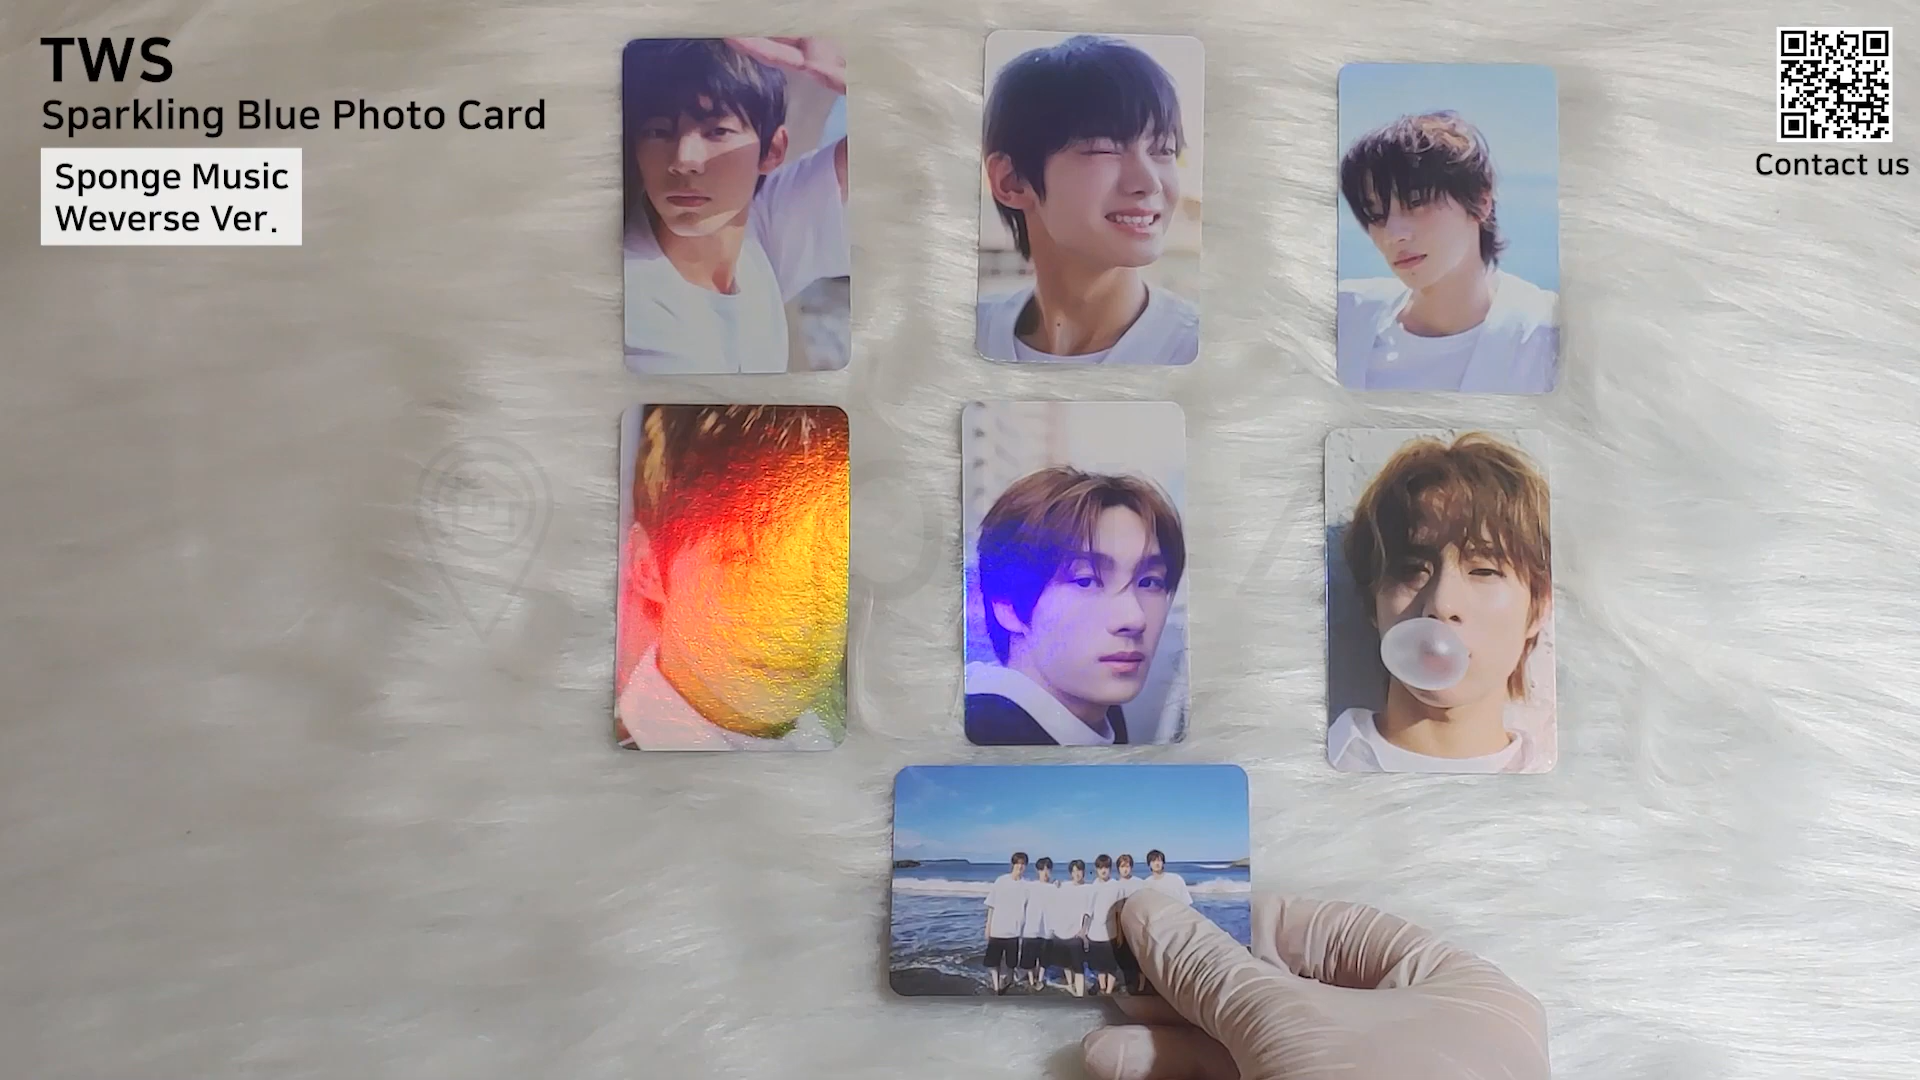 TWS
Sparkling Blue Photo Card
Sponge Music
Weverse Ver.
Contact us